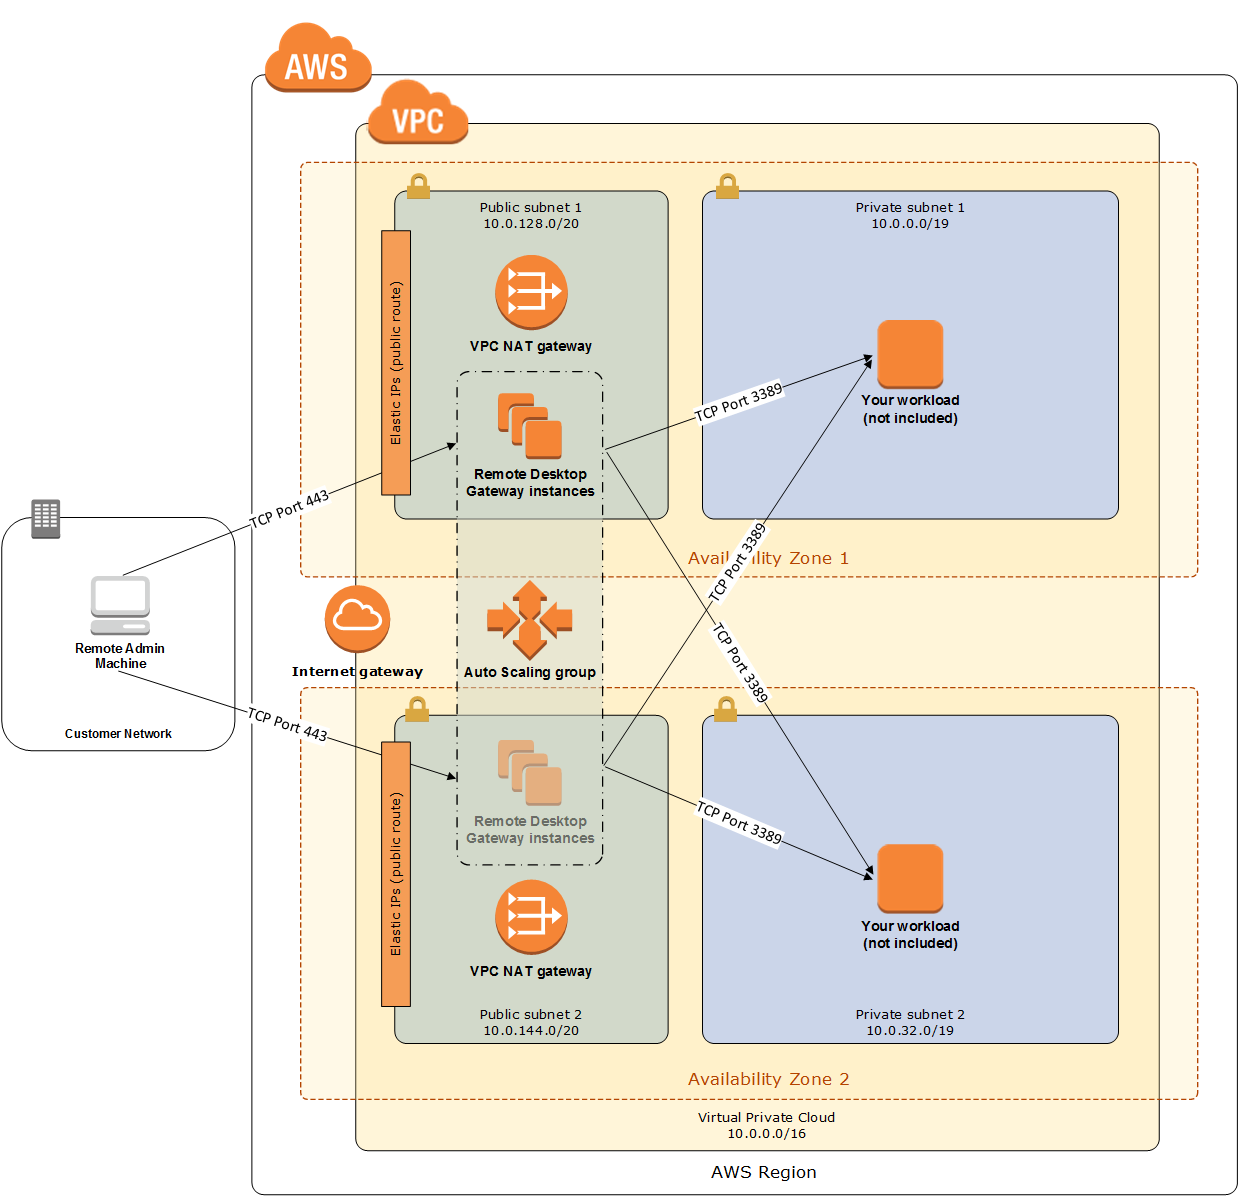 AWS
VPC
Public subnet 1
10.0.128.0/20
Private subnet 1
10.0.0.0/19
Elastic IPs (public route)
VPC NAT gateway
Remote Desktop
Gateway instances
TCP Port 3389
Your workload
(not included)
TCP Port 443
Availability Zone 1
TCP Port 3389
TCP Port 3389
Remote Admin
Machine
Customer Network
Internet gateway
Auto Scaling group
TCP Port 443
Elastic IPs (public route)
Remote Desktop
Gateway instances
TCP Port 3389
VPC NAT gateway
Your workload
(not included)
Public subnet 2
10.0.144.0/20
Private subnet 2
10.0.32.0/19
Availability Zone 2
Virtual Private Cloud
10.0.0.0/16
AWS Region